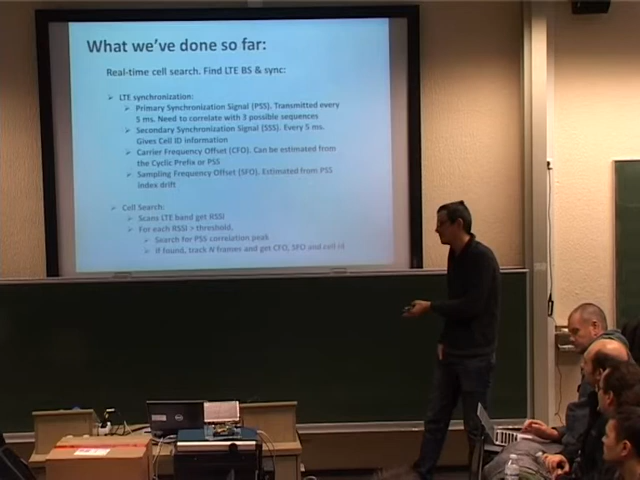 What we've done so far:
Real-time cell search. Find LTE BS & sync:
➢ LTE synchronization:
➢ Primary Synchronization Signal (PSS). Transmitted every
5 ms. Need to correlate with 3 possible sequences
➢ Secondary Synchronization Signal (SSS). Every 5 ms.
Gives Cell ID information
➢ Carrier Frequency Offset (CFO). Can be estimated from
the Cyclic Prefix or PSS
➢ Sampling Frequency Offset (SFO). Estimated from PSS
index drift
➢ Cell Search:
➢ Scans LTE band get RSSI
➢ For each RSSI > threshold,
➢ Search for PSS correlation peak
➢ If found, track N frames and get CFO, SFO and cell id